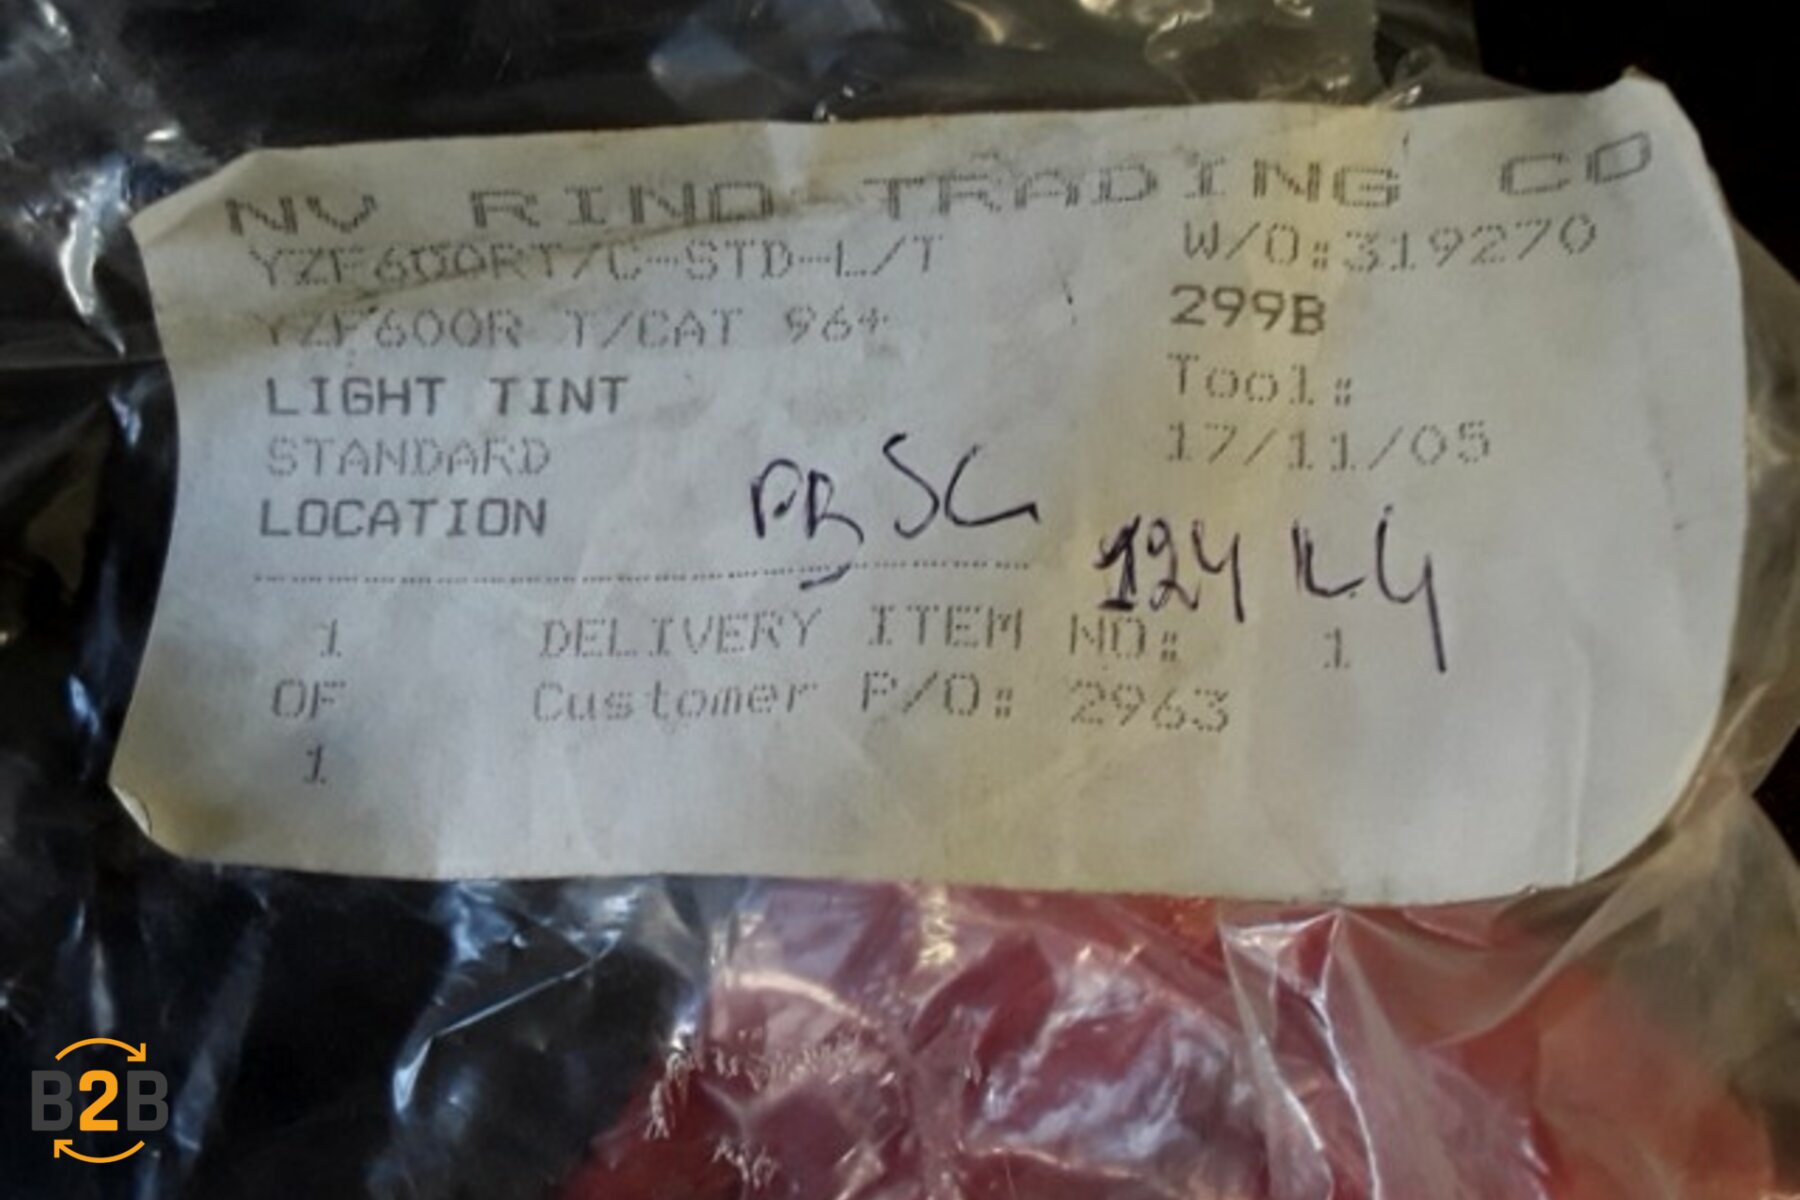 NV RINO TRADING CO
YZF600RT/C-STD-L/T W/O:319270
YZF600R T/CAT 96+ 299B
LIGHT TINT Tool:
STANDARD 17/11/05
LOCATION
124
1 DELIVERY ITEM NO: 1
OF Customer P/O: 2963
1
B2B